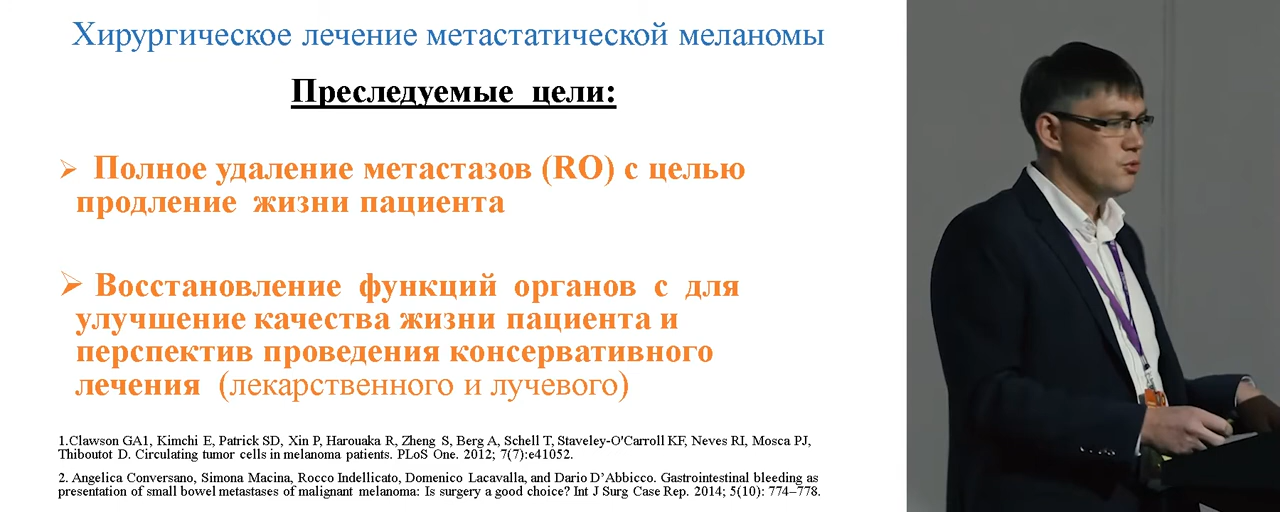 Хирургическое лечение метастатической меланомы
Преследуемые цели:
➢ Полное удаление метастазов (RO) с целью
продление жизни пациента
➢ Восстановление функций органов с для
улучшение качества жизни пациента и
перспектив проведения консервативного
лечения (лекарственного и лучевого)
1.Clawson GA1, Kimchi E, Patrick SD, Xin P, Harouaka R, Zheng S, Berg A, Schell T, Staveley-O'Carroll KF, Neves RI, Mosca PJ,
Thiboutot D. Circulating tumor cells in melanoma patients. PLoS One. 2012; 7(7):e41052.
2. Angelica Conversano, Simona Macina, Rocco Indellicato, Domenico Lacavalla, and Dario D’Abbicco. Gastrointestinal bleeding as
presentation of small bowel metastases of malignant melanoma: Is surgery a good choice? Int J Surg Case Rep. 2014; 5(10): 774–778.